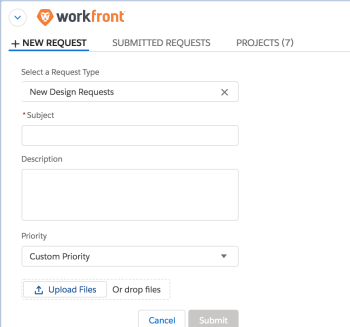 workfront
+ NEW REQUEST SUBMITTED REQUESTS PROJECTS (7)
Select a Request Type
New Design Requests
* Subject
Description
Priority
Custom Priority
Upload Files Or drop files
Cancel Submit